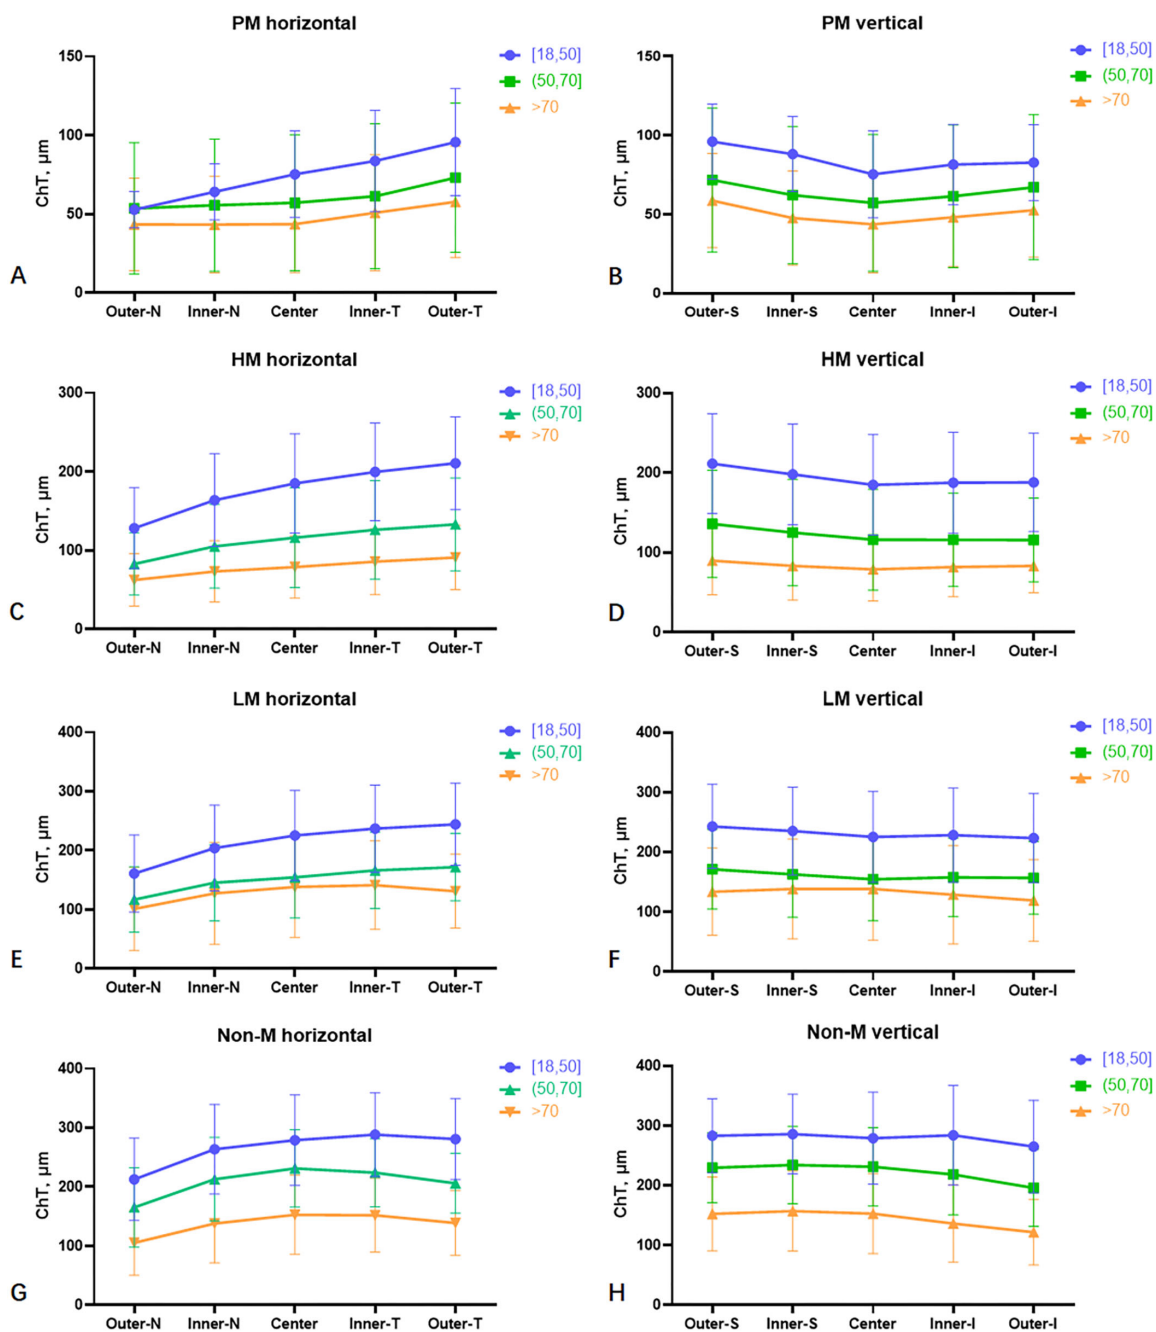 PM horizontal
150
100
50
0
ChT, μm
[18,50]
(50,70]
>70
A
Outer-N Inner-N Center Inner-T Outer-T
PM vertical
150
100
50
0
ChT, μm
[18,50]
(50,70]
>70
B
Outer-S Inner-S Center Inner-I Outer-I
HM horizontal
300
200
100
0
ChT, μm
[18,50]
(50,70]
>70
C
Outer-N Inner-N Center Inner-T Outer-T
HM vertical
300
200
100
0
ChT, μm
[18,50]
(50,70]
>70
D
Outer-S Inner-S Center Inner-I Outer-I
LM horizontal
400
300
200
100
0
ChT, μm
[18,50]
(50,70]
>70
E
Outer-N Inner-N Center Inner-T Outer-T
LM vertical
400
300
200
100
0
ChT, μm
[18,50]
(50,70]
>70
F
Outer-S Inner-S Center Inner-I Outer-I
Non-M horizontal
400
300
200
100
0
ChT, μm
[18,50]
(50,70]
>70
G
Outer-N Inner-N Center Inner-T Outer-T
Non-M vertical
400
300
200
100
0
ChT, μm
[18,50]
(50,70]
>70
H
Outer-S Inner-S Center Inner-I Outer-I